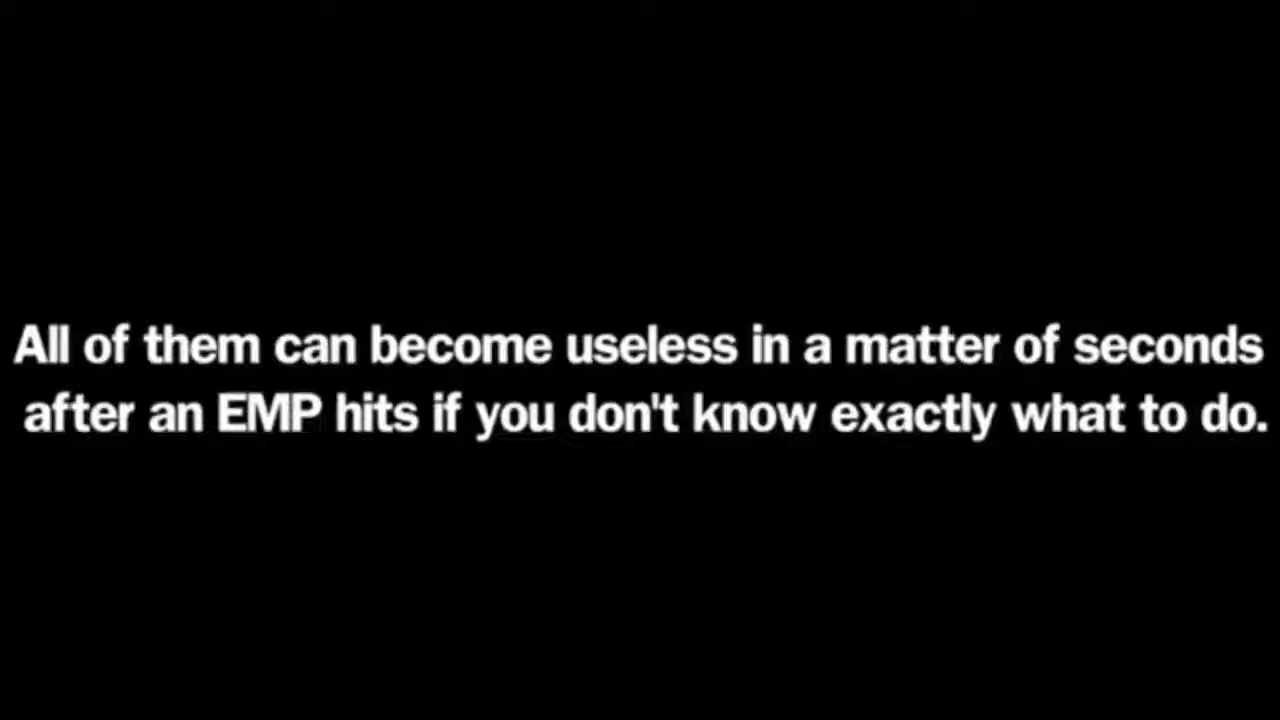 All of them can become useless in a matter of seconds
after an EMP hits if you don't know exactly what to do.